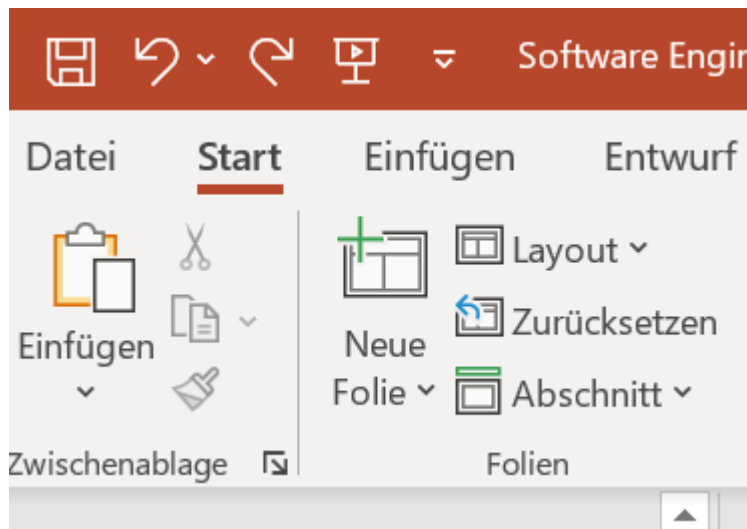 Software Engin
Datei Start Einfügen Entwurf
Einfügen
Neue
Folie
Layout
Zurücksetzen
Abschnitt
Zwischenablage Folien